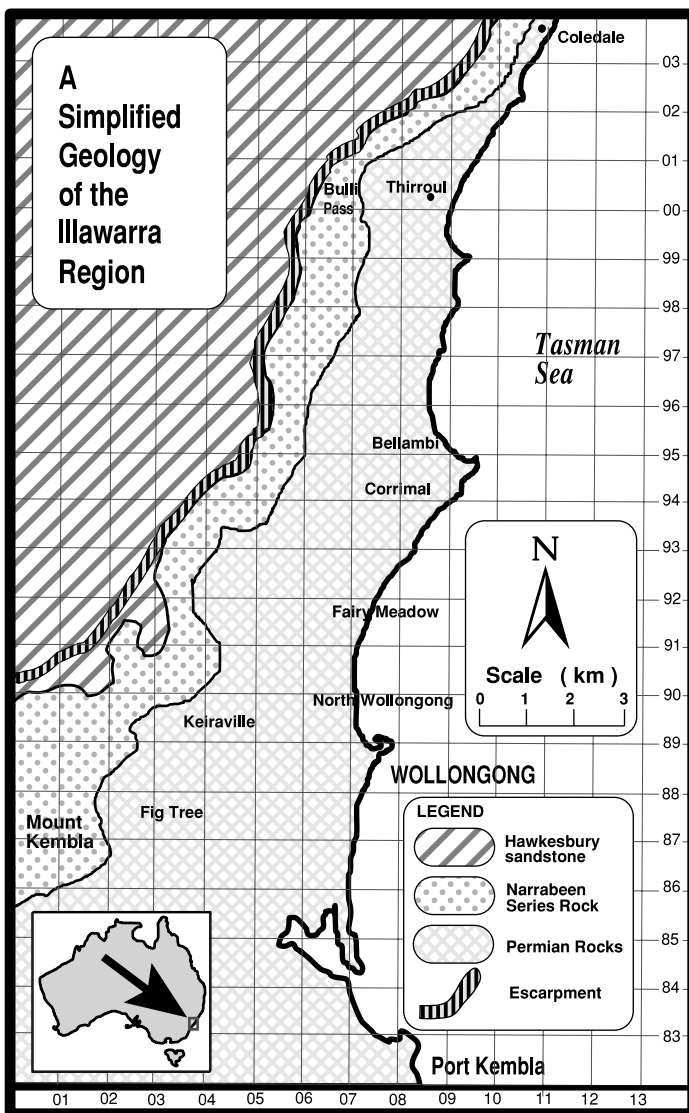 A
Simplified
Geology
of the
Illawarra
Region
Coledale
Bulli
Pass
Thirroul
Tasman
Sea
Bellambi
Corrimal
Fairy Meadow
North Wollongong
Keiraville
WOLLONGONG
Fig Tree
Mount
Kembla
Port Kembla
N
Scale ( km )
0 1 2 3
LEGEND
Hawkesbury
sandstone
Narrabeen
Series Rock
Permian Rocks
Escarpment
03
02
01
00
99
98
97
96
95
94
93
92
91
90
89
88
87
86
85
84
83
01 02 03 04 05 06 07 08 09 10 11 12 13